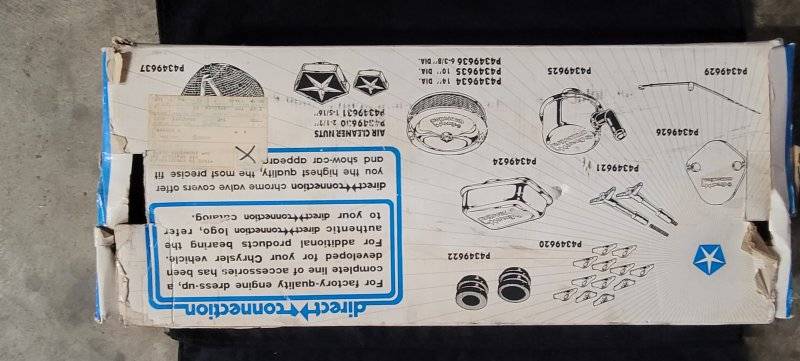 direct connection
For factory-quality engine dress-up, a
complete line of accessories has been
developed for your Chrysler vehicle.
For additional products bearing the
authentic direct connection logo, refer
to your direct connection catalog.
direct connection chrome valve covers offer
you the highest quality, the most precise fit
and show-car appear
P4349620
P4349622
P4349621
P4349624
P4349626
P4349629
P4349625
P4349634 14" DIA.
P4349635 10" DIA.
P4349636 6-3/8" DIA.
AIR CLEANER NUTS
P4349630 2-1/2"
P4349631 1-5/16"
P4349637